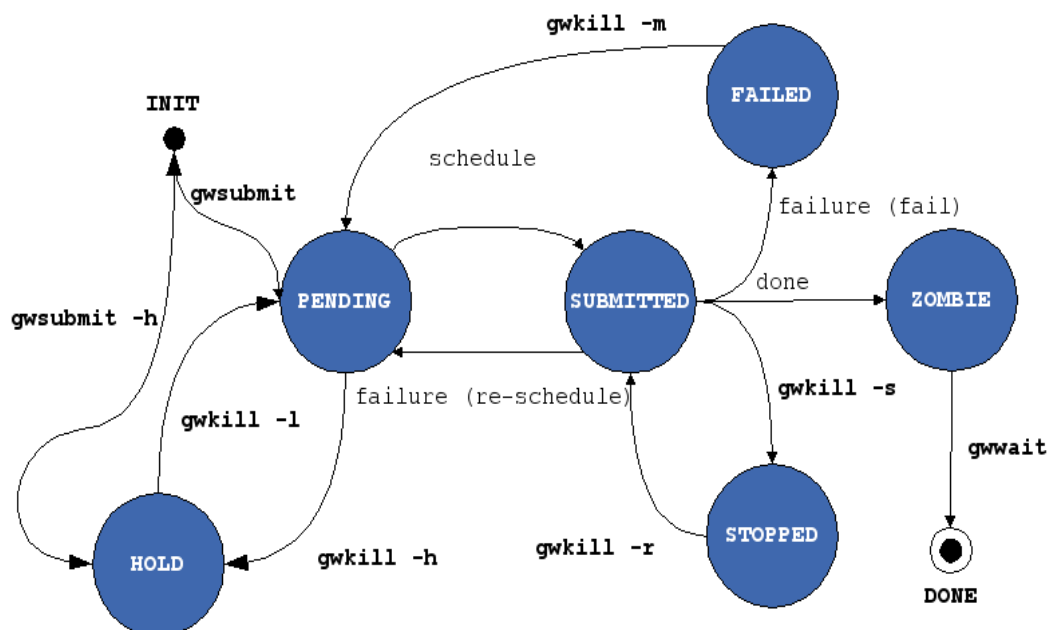 gwkill -m
FAILED
INIT
schedule
gwsubmit
failure (fail)
done
PENDING
SUBMITTED
ZOMBIE
gwsubmit -h
failure (re-schedule)
gwkill -s
gwkill -l
gwwait
gwkill -h
gwkill -r
STOPPED
HOLD
DONE